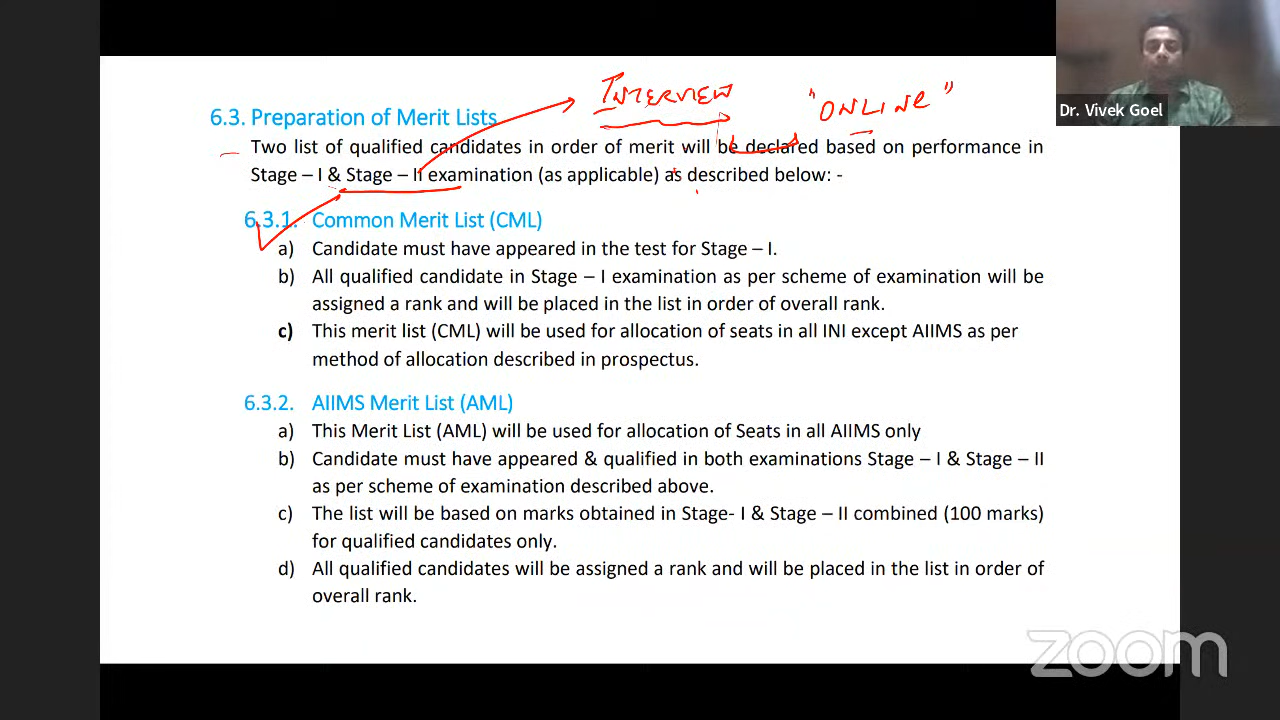 INTERVIEW "ONLINE"
Dr. Vivek Goel
6.3. Preparation of Merit Lists
Two list of qualified candidates in order of merit will be declared based on performance in
Stage – I & Stage – II examination (as applicable) as described below: -
6.3.1. Common Merit List (CML)
a) Candidate must have appeared in the test for Stage – I.
b) All qualified candidate in Stage – I examination as per scheme of examination will be
assigned a rank and will be placed in the list in order of overall rank.
c) This merit list (CML) will be used for allocation of seats in all INI except AIIMS as per
method of allocation described in prospectus.
6.3.2. AIIMS Merit List (AML)
a) This Merit List (AML) will be used for allocation of Seats in all AIIMS only
b) Candidate must have appeared & qualified in both examinations Stage – I & Stage – II
as per scheme of examination described above.
c) The list will be based on marks obtained in Stage- I & Stage – II combined (100 marks)
for qualified candidates only.
d) All qualified candidates will be assigned a rank and will be placed in the list in order of
overall rank.
zoom